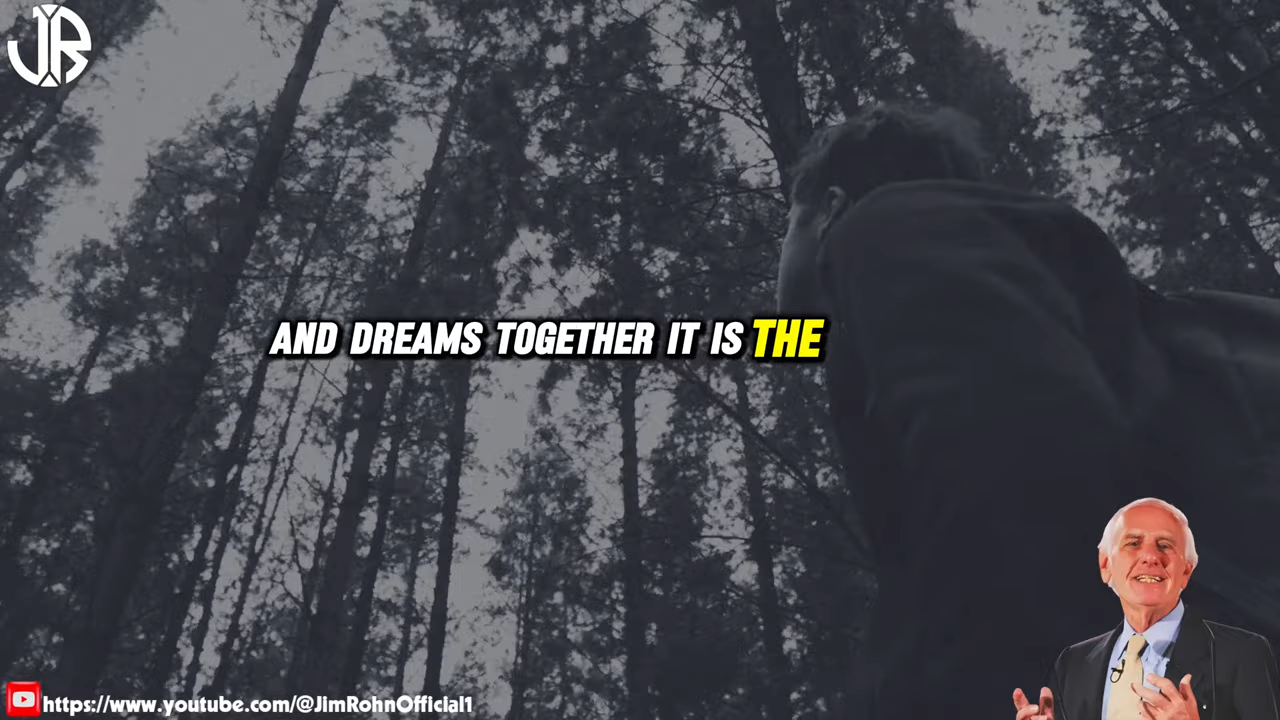 JR
AND DREAMS TOGETHER IT IS THE
https://www.youtube.com/@JimRohnOfficial1